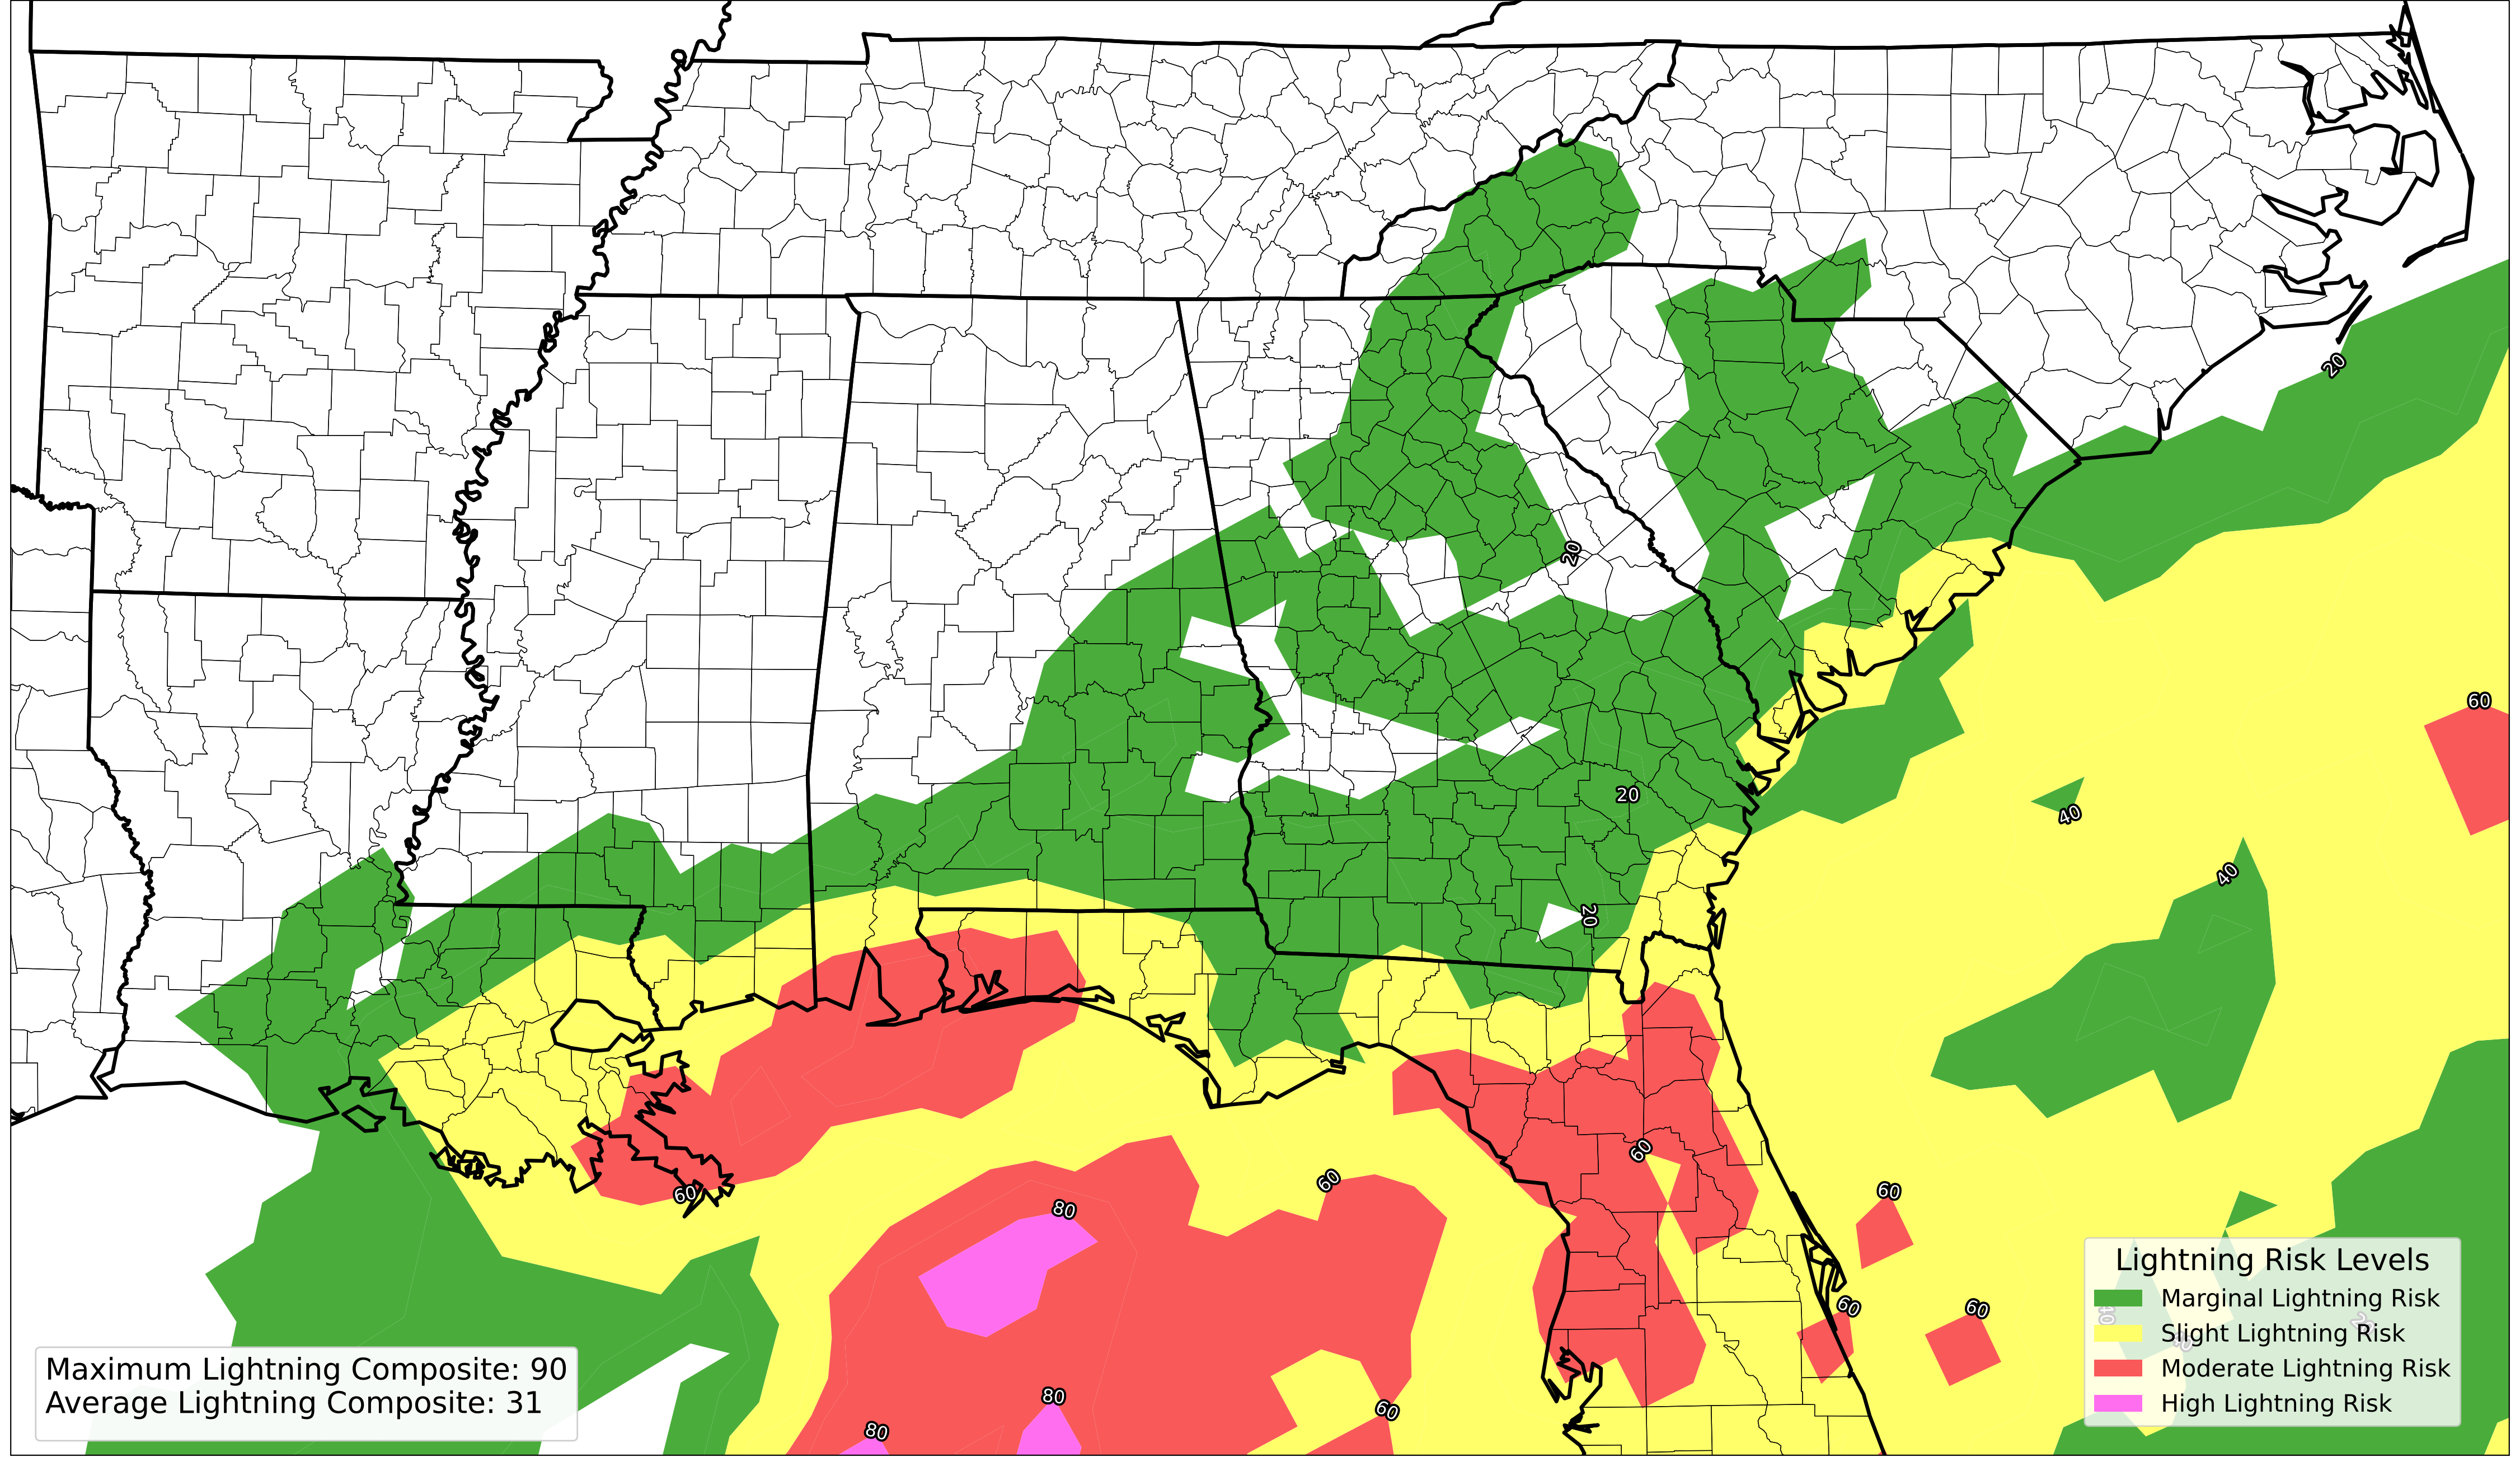 20
20
60
20
40
20
40
20
60
60
60
80
60
60
60
80
60
80
Lightning Risk Levels
Marginal Lightning Risk
Slight Lightning Risk
Moderate Lightning Risk
High Lightning Risk
Maximum Lightning Composite: 90
Average Lightning Composite: 31